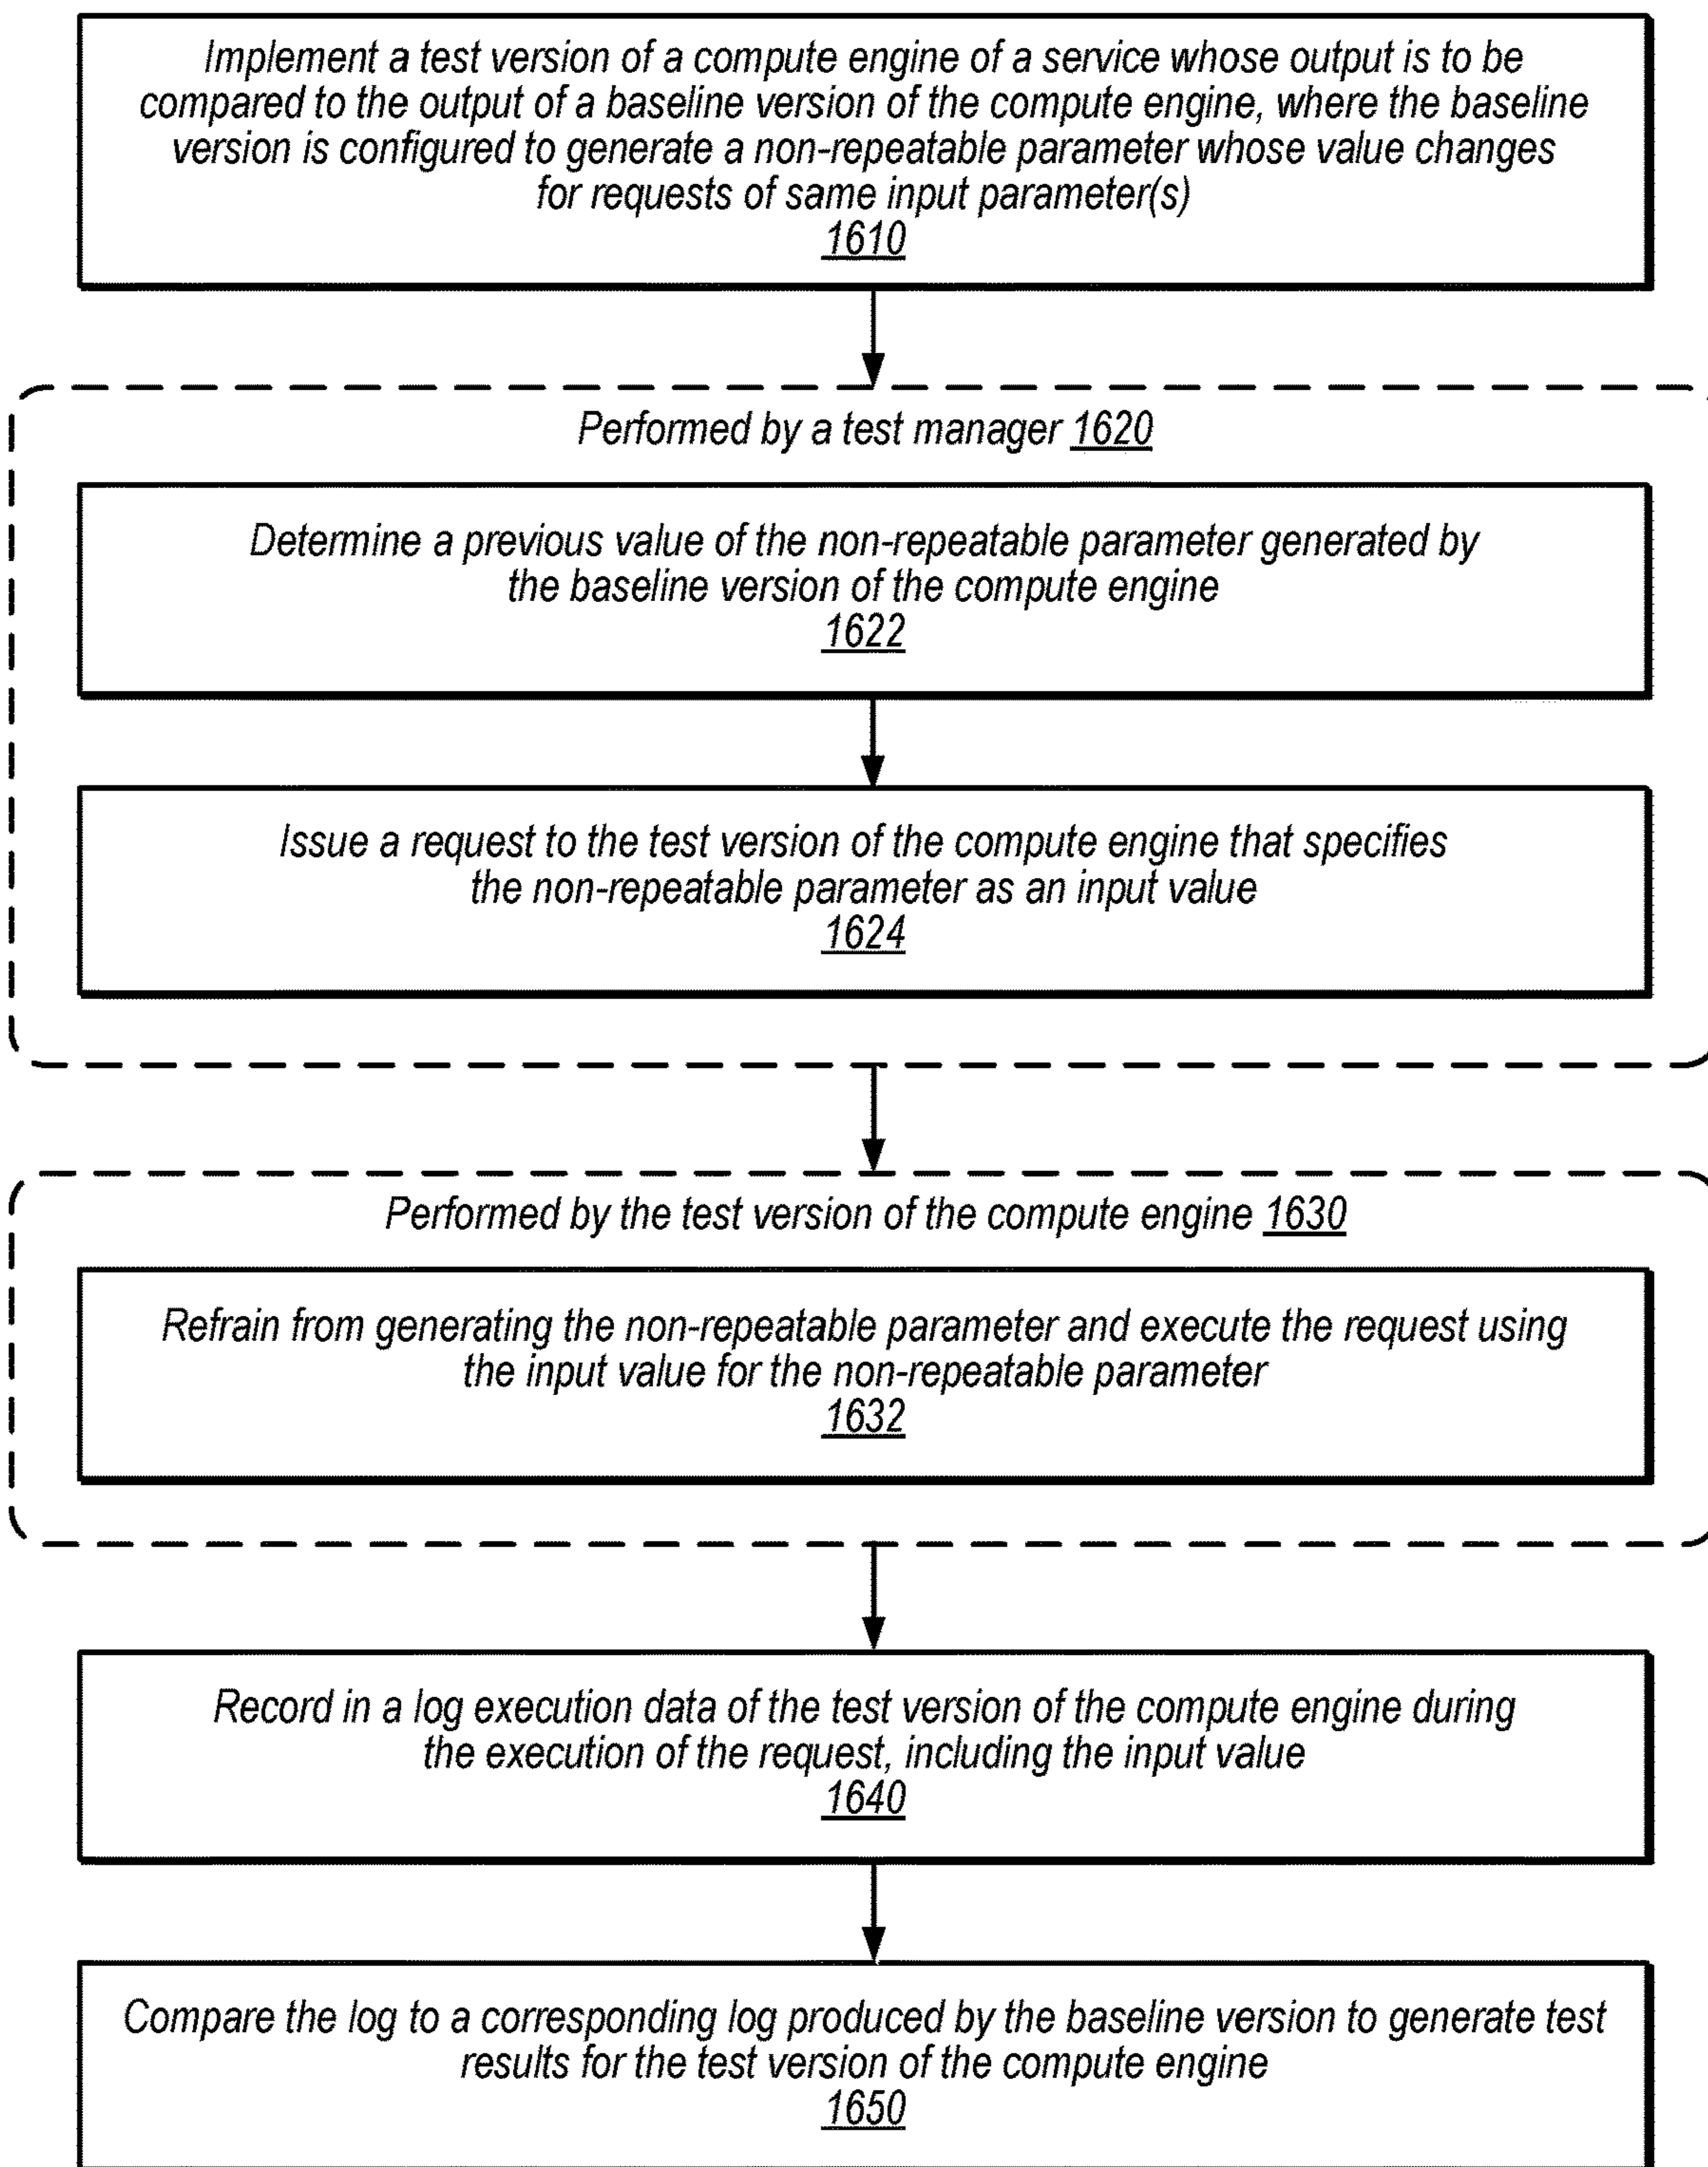 Implement a test version of a compute engine of a service whose output is to be
compared to the output of a baseline version of the compute engine, where the baseline
version is configured to generate a non-repeatable parameter whose value changes
for requests of same input parameter(s)
1610
Performed by a test manager 1620
Determine a previous value of the non-repeatable parameter generated by
the baseline version of the compute engine
1622
Issue a request to the test version of the compute engine that specifies
the non-repeatable parameter as an input value
1624
Performed by the test version of the compute engine 1630
Refrain from generating the non-repeatable parameter and execute the request using
the input value for the non-repeatable parameter
1632
Record in a log execution data of the test version of the compute engine during
the execution of the request, including the input value
1640
Compare the log to a corresponding log produced by the baseline version to generate test
results for the test version of the compute engine
1650